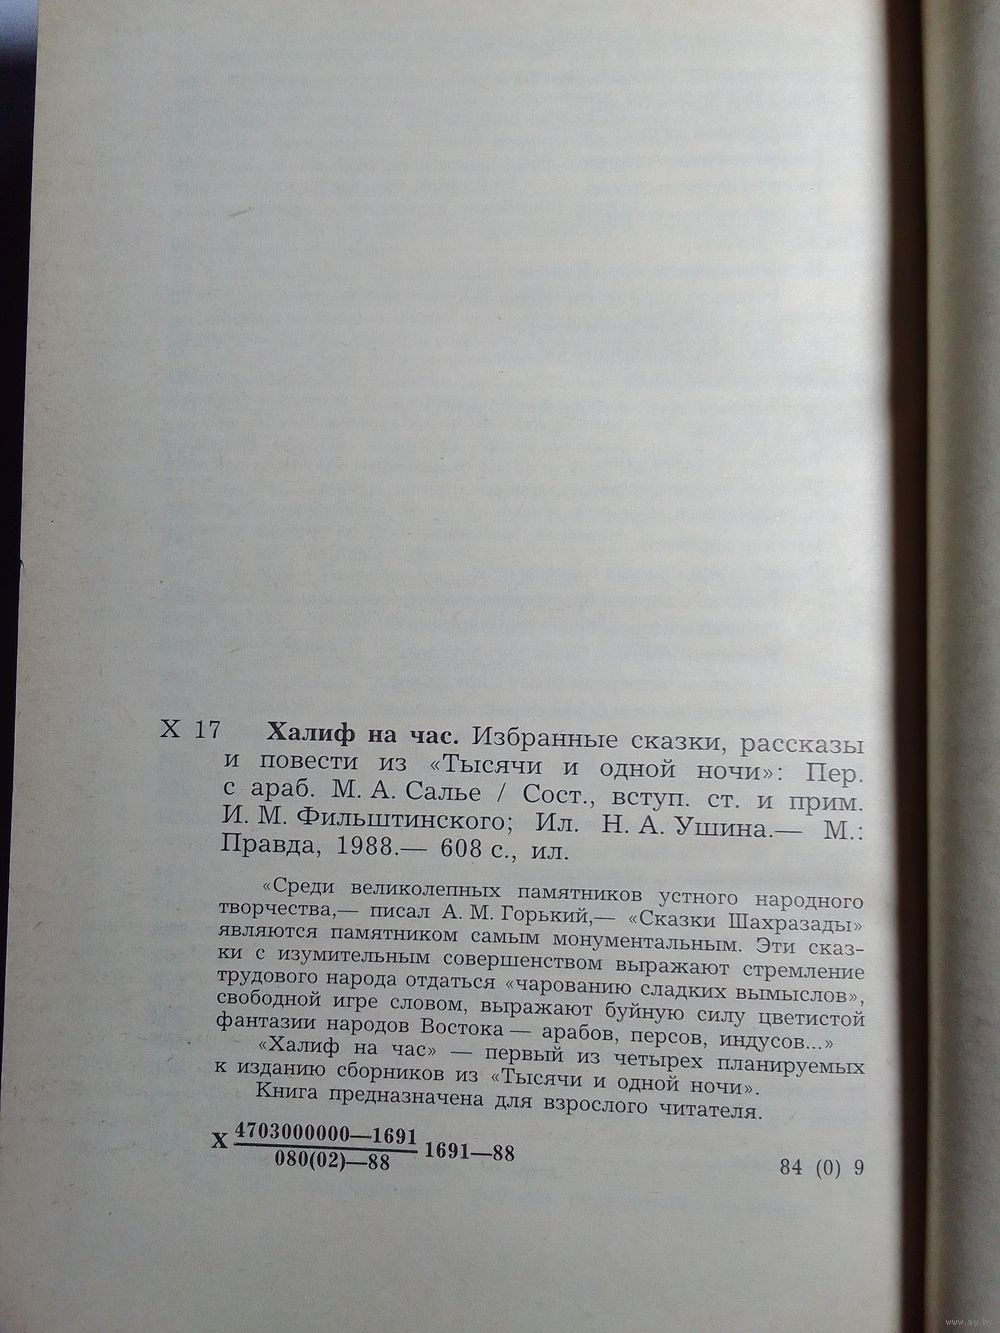 Х 17 Халиф на час. Избранные сказки, рассказы
и повести из «Тысячи и одной ночи»: Пер.
с араб. М. А. Салье / Сост., вступ. ст. и прим.
И. М. Фильштинского; Ил. Н. А. Ушина.— М.:
Правда, 1988.— 608 с., ил.
«Среди великолепных памятников устного народного
творчества,— писал А. М. Горький,— «Сказки Шахразады»
являются памятником самым монументальным. Эти сказ-
ки с изумительным совершенством выражают стремление
трудового народа отдаться «чарованию сладких вымыслов»,
свободной игре словом, выражают буйную силу цветистой
фантазии народов Востока — арабов, персов, индусов...»
«Халиф на час» — первый из четырех планируемых
к изданию сборников из «Тысячи и одной ночи».
Книга предназначена для взрослого читателя.
Х 4703000000—1691 1691—88
080(02)—88
84 (0) 9
www.ay.by